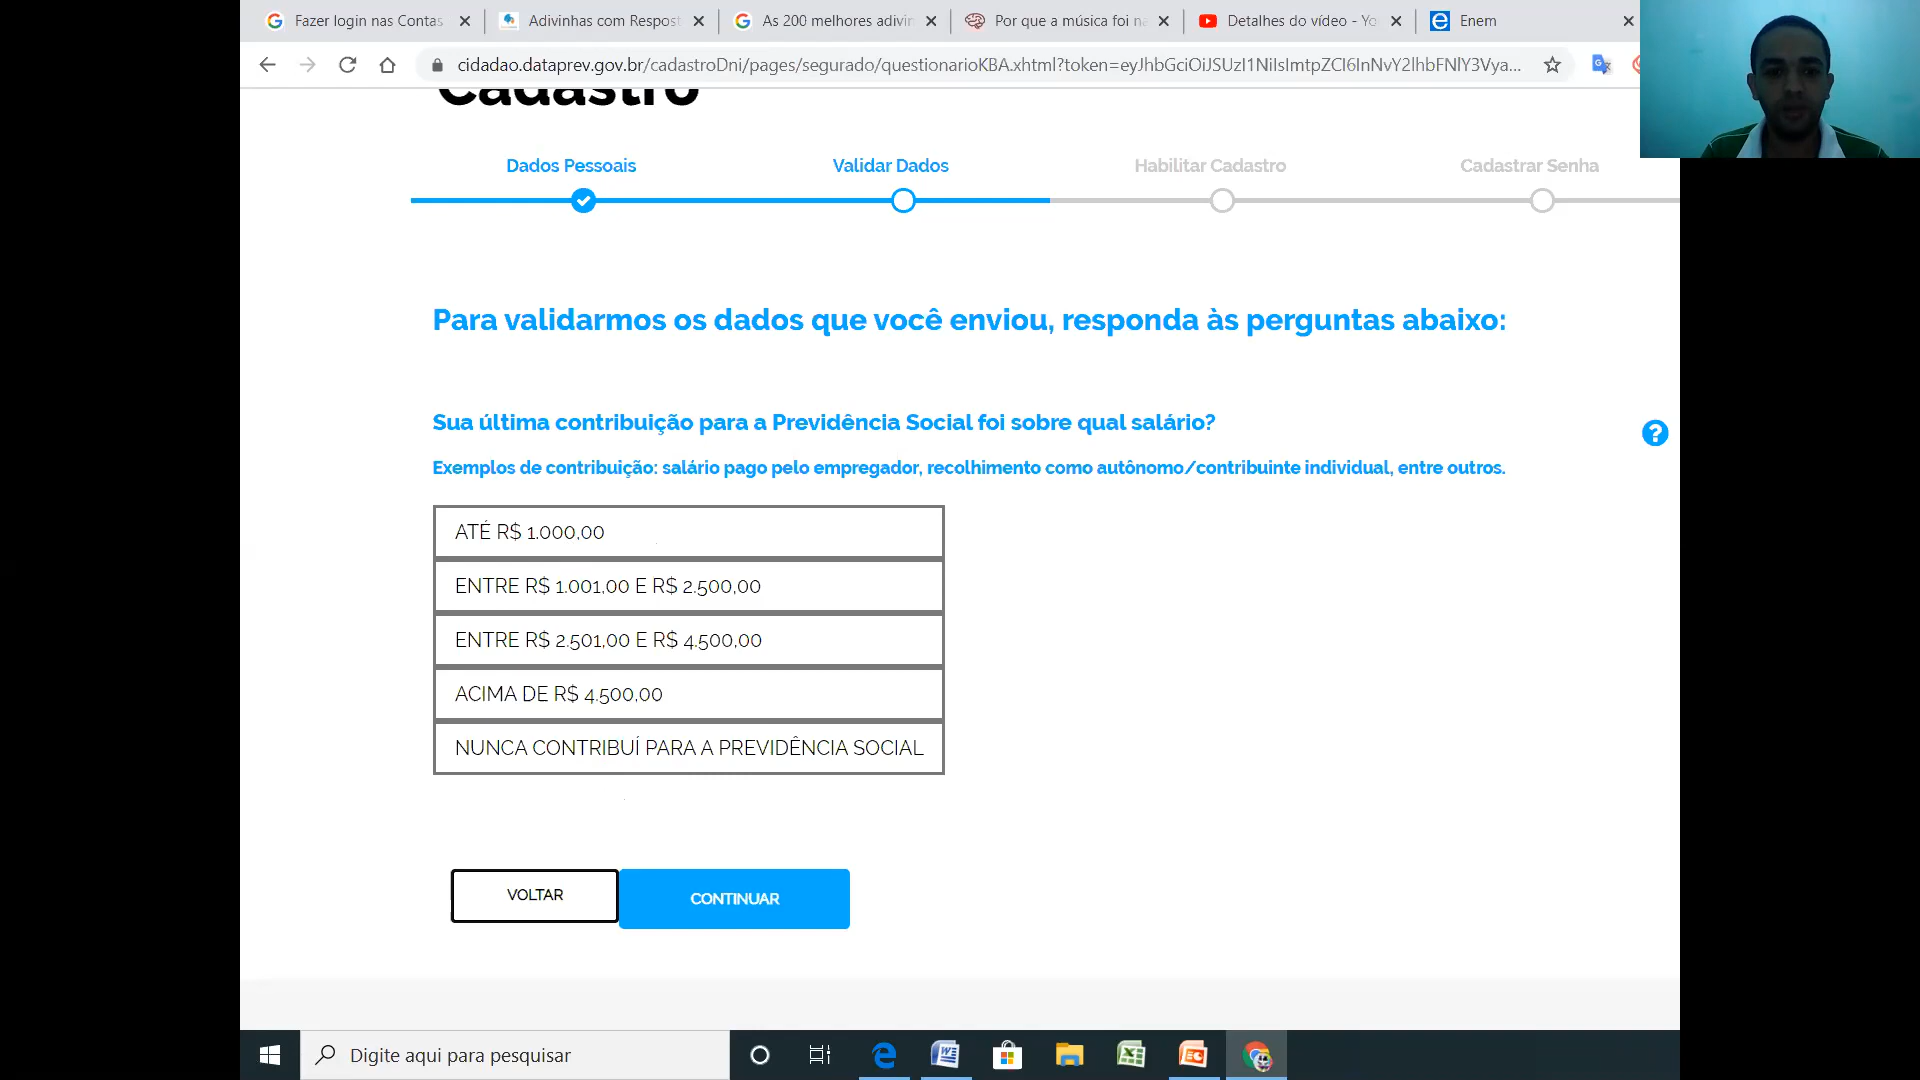 Fazer login nas Contas
Adivinhas com Respost
As 200 melhores adivin
Por que a música foi na
Detalhes do vídeo - Yo
Enem
cidadao.dataprev.gov.br/cadastroDni/pages/segurado/questionarioKBA.xhtml?token=eyJhbGciOiJSUzI1NiIsImtpZCI6InNvY2lhbFNlY3Vya...
Cadastro
Dados Pessoais
Validar Dados
Habilitar Cadastro
Cadastrar Senha
Para validarmos os dados que você enviou, responda às perguntas abaixo:
Sua última contribuição para a Previdência Social foi sobre qual salário?
Exemplos de contribuição: salário pago pelo empregador, recolhimento como autônomo/contribuinte individual, entre outros.
ATÉ R$ 1.000,00
ENTRE R$ 1.001,00 E R$ 2.500,00
ENTRE R$ 2.501,00 E R$ 4.500,00
ACIMA DE R$ 4.500,00
NUNCA CONTRIBUÍ PARA A PREVIDÊNCIA SOCIAL
VOLTAR
CONTINUAR
Digite aqui para pesquisar